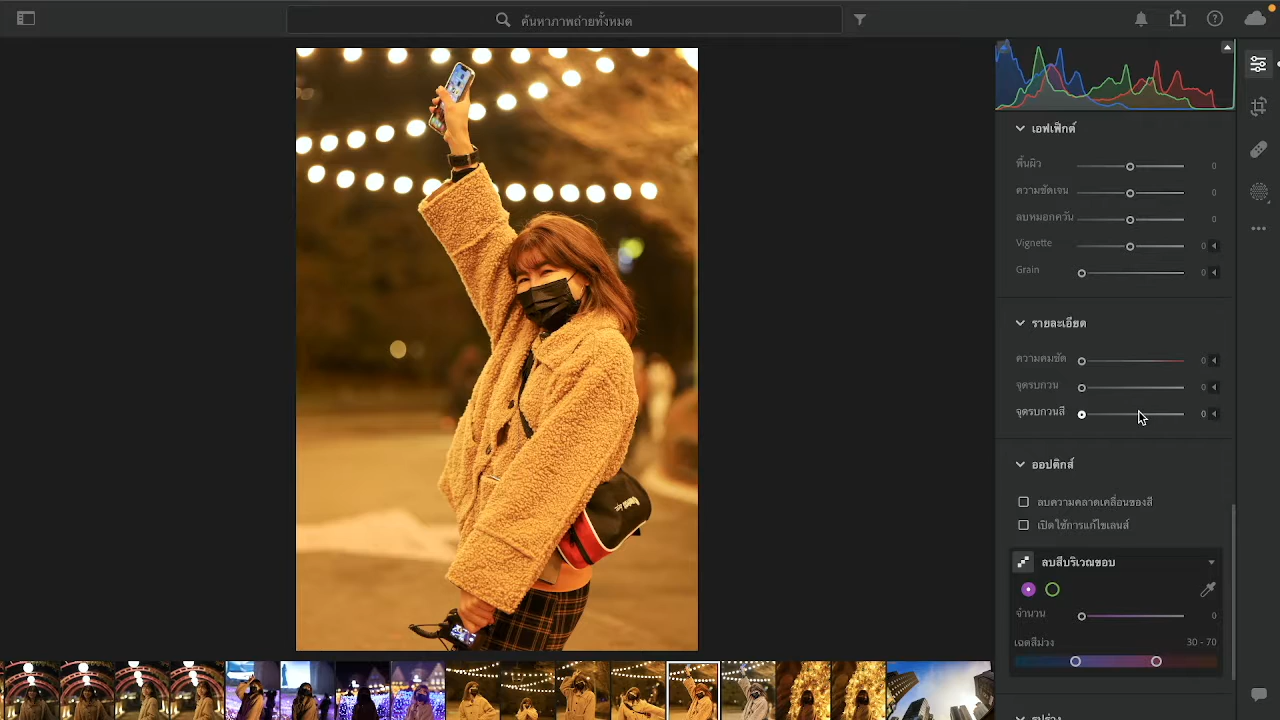 ค้นหาภาพถ่ายทั้งหมด
เอฟเฟ็กต์
พื้นผิว 0
ความชัดเจน 0
ลบหมอกควัน 0
Vignette 0
Grain 0
รายละเอียด
ความคมชัด 0
จุดรบกวน 0
จุดรบกวนสี 0
ออปติกส์
ลบความคลาดเคลื่อนของสี
เปิดใช้การแก้ไขเลนส์
ลบสีบริเวณขอบ
จำนวน 0
เฉดสีม่วง 30 - 70